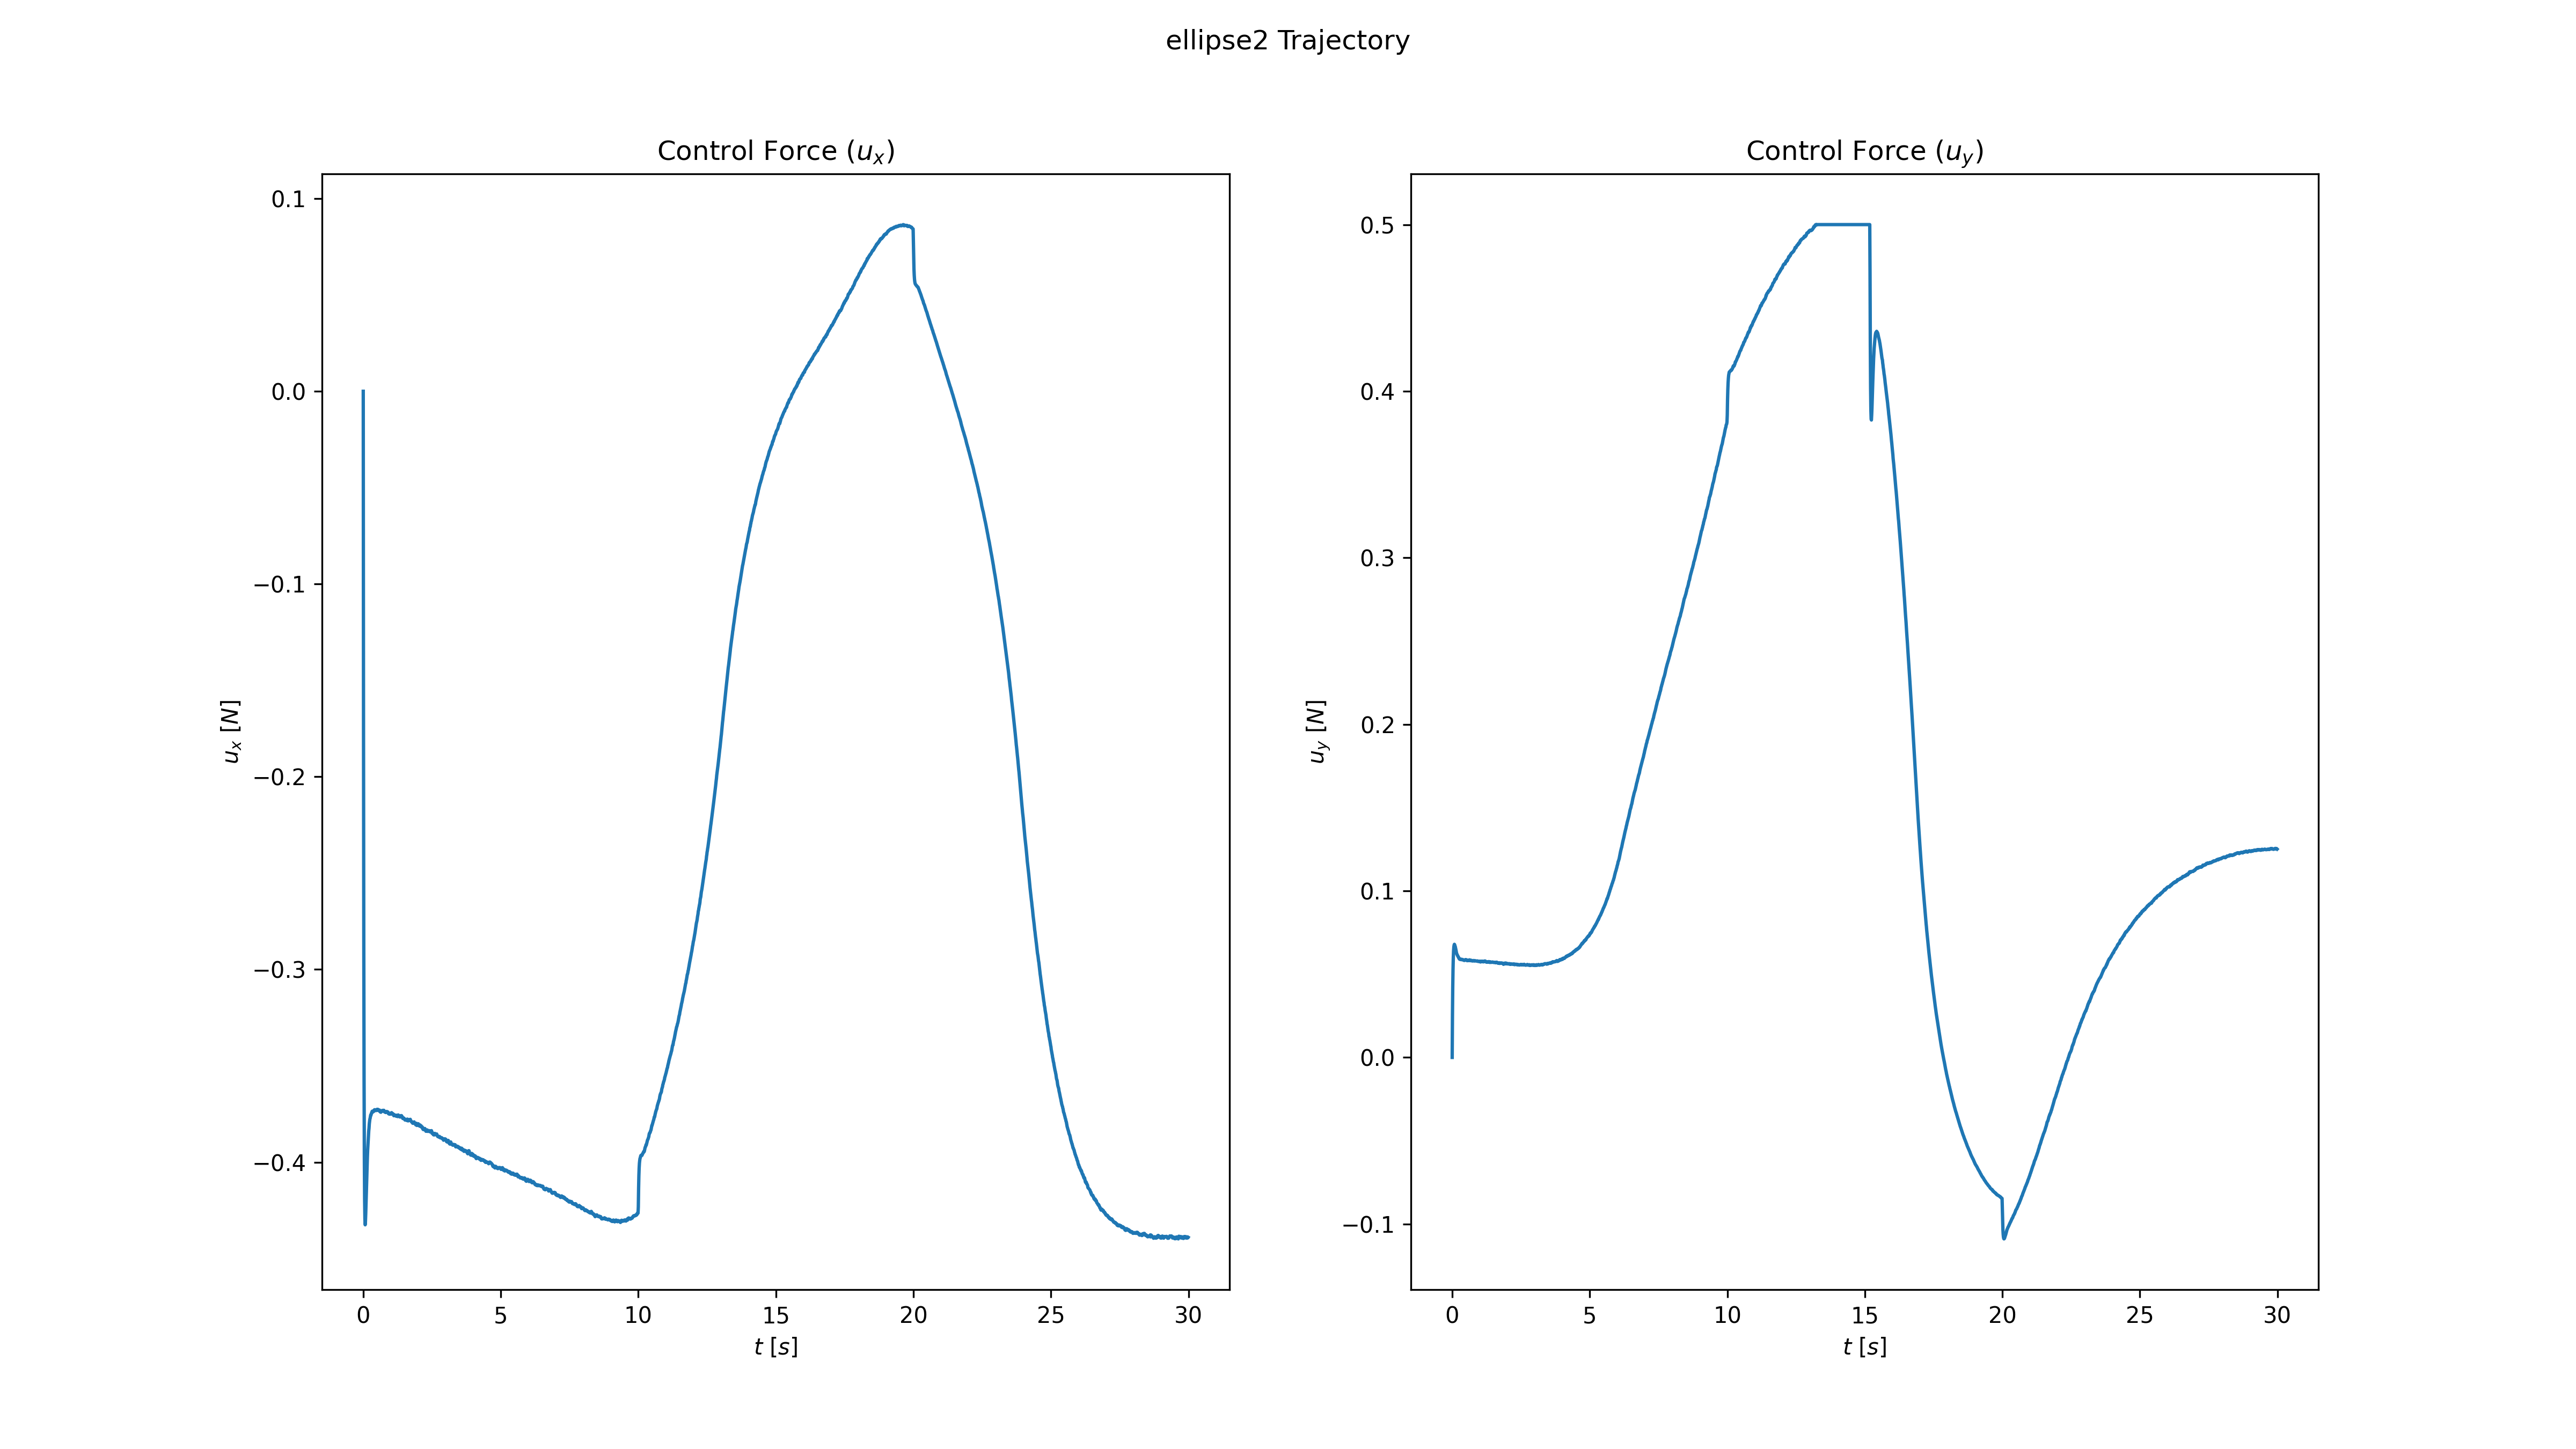 ellipse2 Trajectory
Control Force (u_x)
0.1
0.0
−0.1
−0.2
−0.3
−0.4
u_x [N]
0 5 10 15 20 25 30
t [s]
Control Force (u_y)
0.5
0.4
0.3
0.2
0.1
0.0
−0.1
u_y [N]
0 5 10 15 20 25 30
t [s]